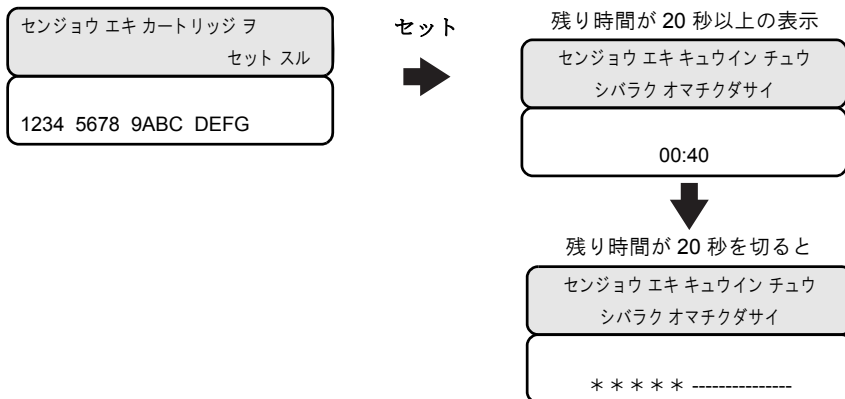 センジョウ エキ カートリッジ ヲ
セット スル
1234 5678 9ABC DEFG
セット
残り時間が 20 秒以上の表示
センジョウ エキ キュウイン チュウ
シバラク オマチクダサイ
00:40
残り時間が 20 秒を切ると
センジョウ エキ キュウイン チュウ
シバラク オマチクダサイ
＊＊＊＊＊ ---------------